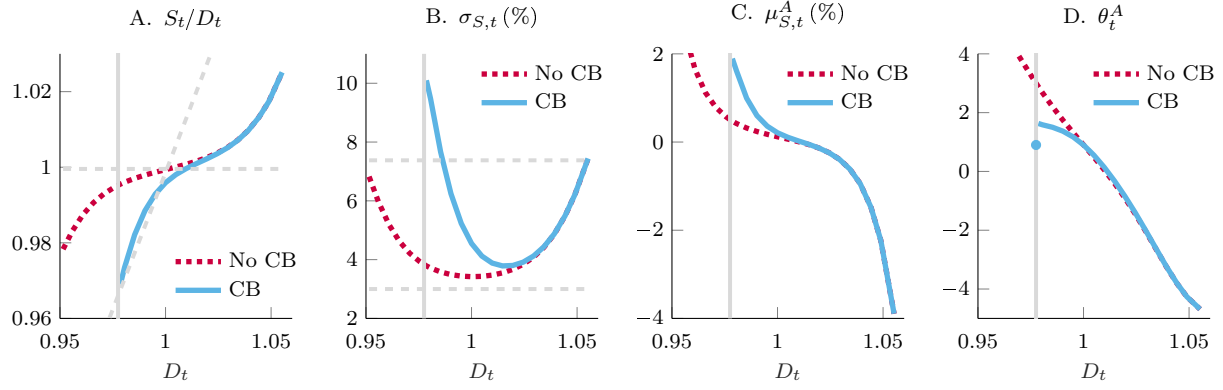 A. S_t/D_t
1.02
1
0.98
0.96
0.95
1
1.05
D_t
No CB
CB
B. σ_{S,t} (%)
10
8
6
4
2
0.95
1
1.05
D_t
No CB
CB
C. μ^A_{S,t} (%)
2
0
−2
−4
0.95
1
1.05
D_t
No CB
CB
D. θ^A_t
4
2
0
−2
−4
0.95
1
1.05
D_t
No CB
CB